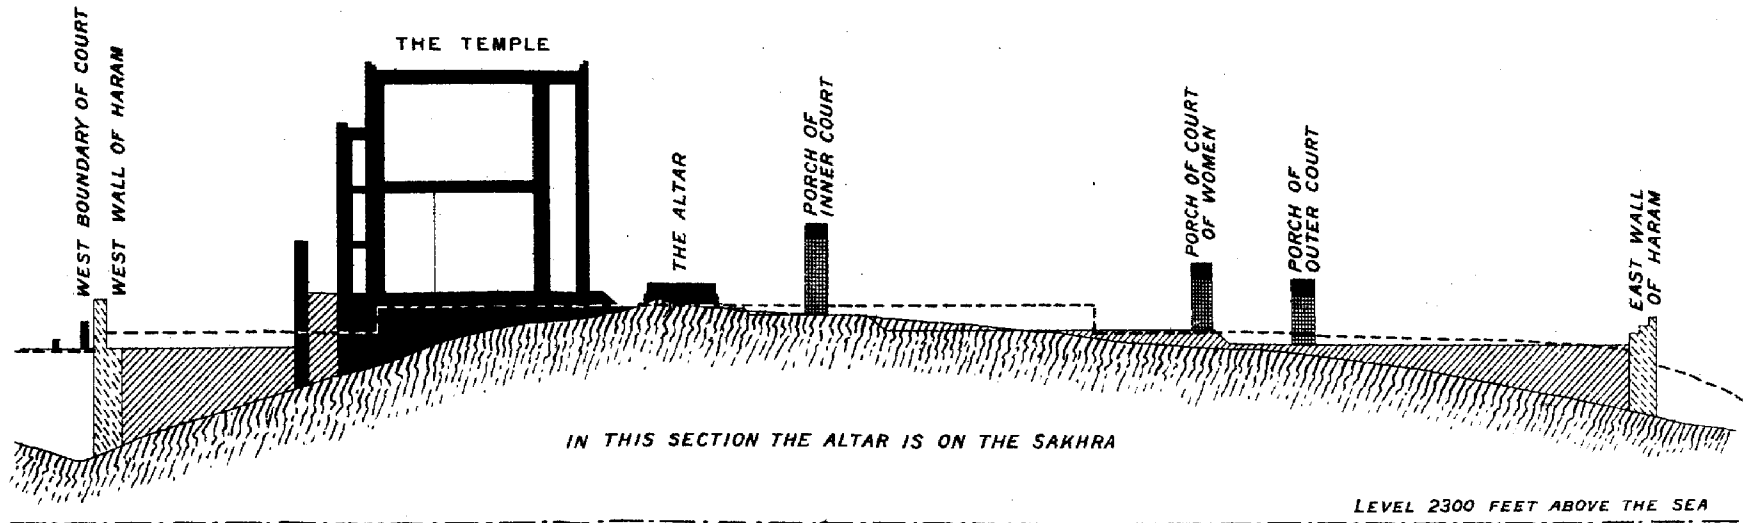 WEST BOUNDARY OF COURT
WEST WALL OF HARAM
THE TEMPLE
THE ALTAR
PORCH OF
INNER COURT
PORCH OF COURT
OF WOMEN
PORCH OF
OUTER COURT
EAST WALL
OF HARAM
IN THIS SECTION THE ALTAR IS ON THE SAKHRA
LEVEL 2300 FEET ABOVE THE SEA